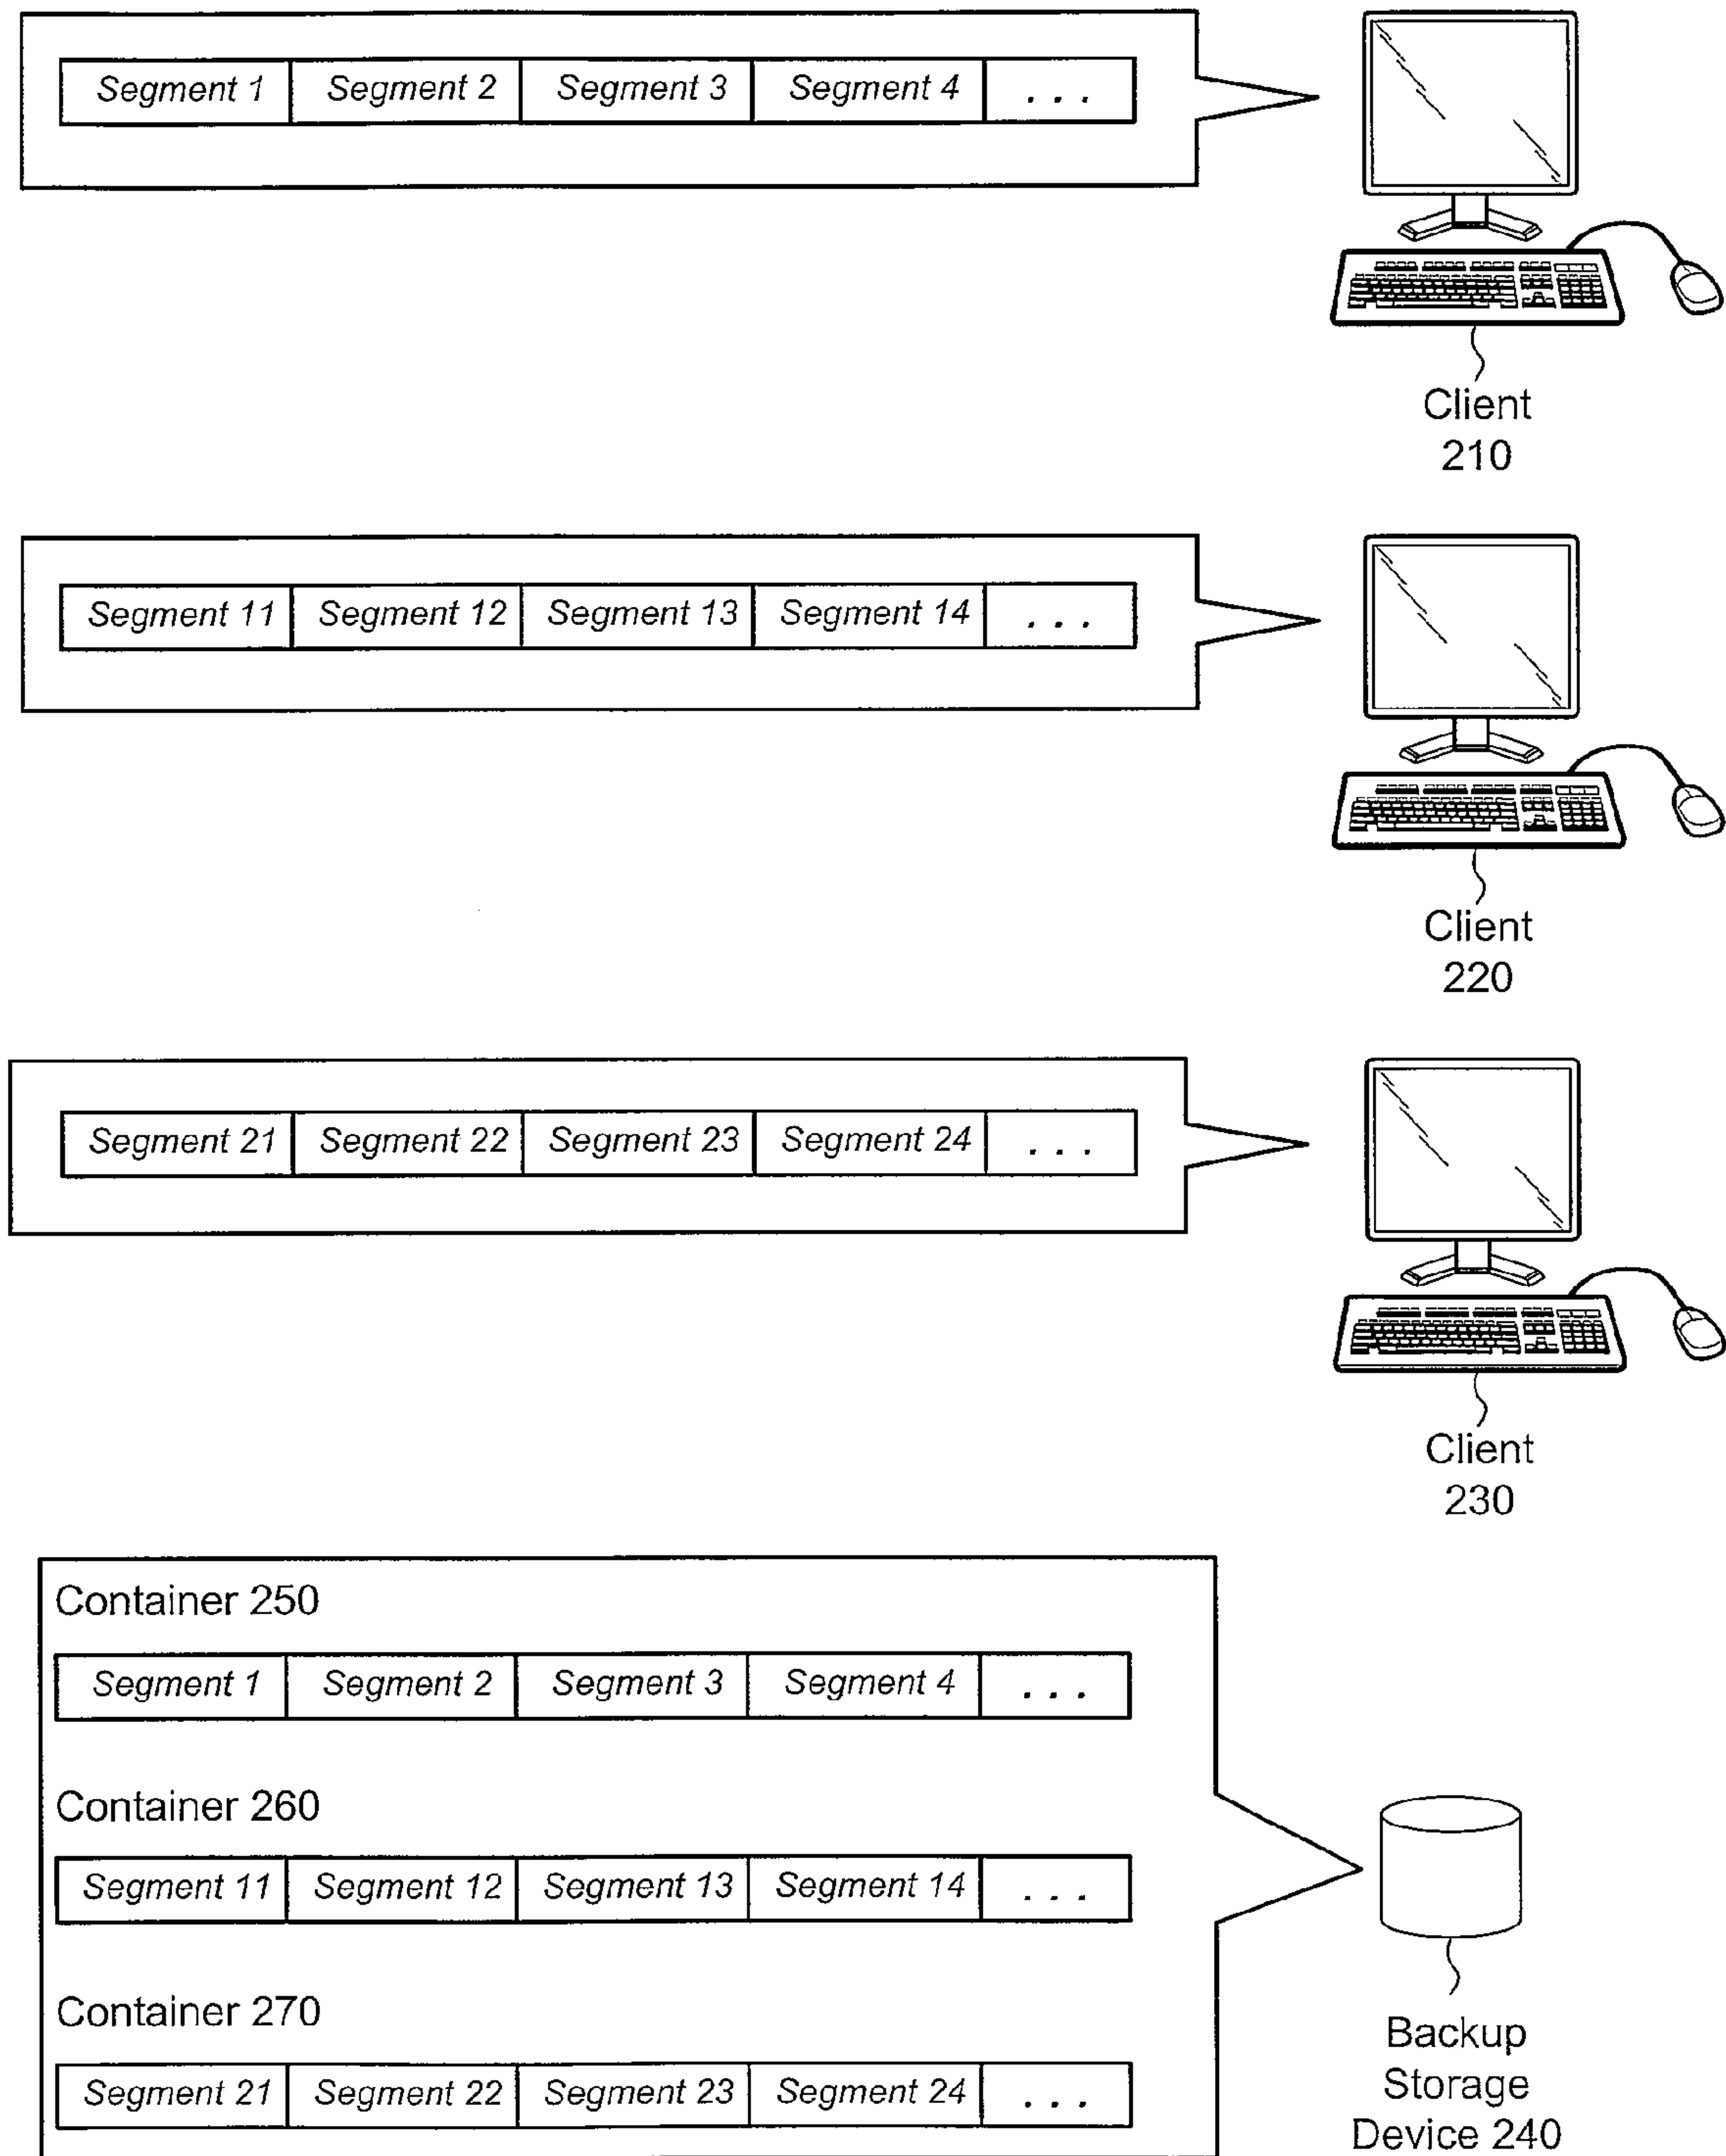 Segment 1 Segment 2 Segment 3 Segment 4 . . .
Client
210
Segment 11 Segment 12 Segment 13 Segment 14 . . .
Client
220
Segment 21 Segment 22 Segment 23 Segment 24 . . .
Client
230
Container 250
Segment 1 Segment 2 Segment 3 Segment 4 . . .
Container 260
Segment 11 Segment 12 Segment 13 Segment 14 . . .
Container 270
Segment 21 Segment 22 Segment 23 Segment 24 . . .
Backup
Storage
Device 240